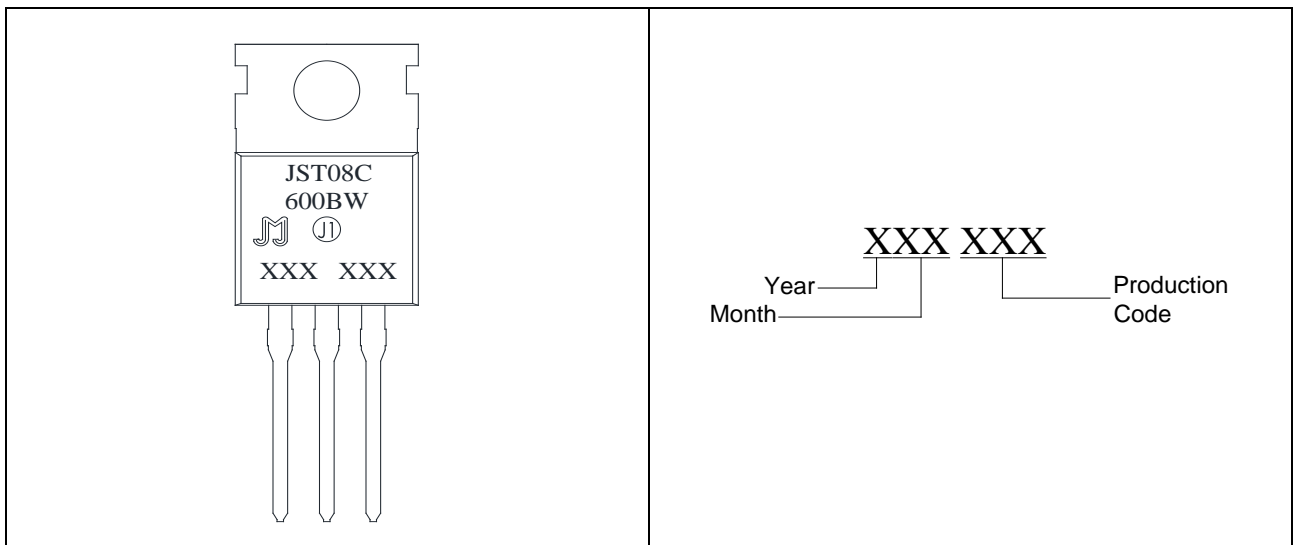 JST08C
600BW
J1
XXX XXX
XXX XXX
Year
Month
Production
Code